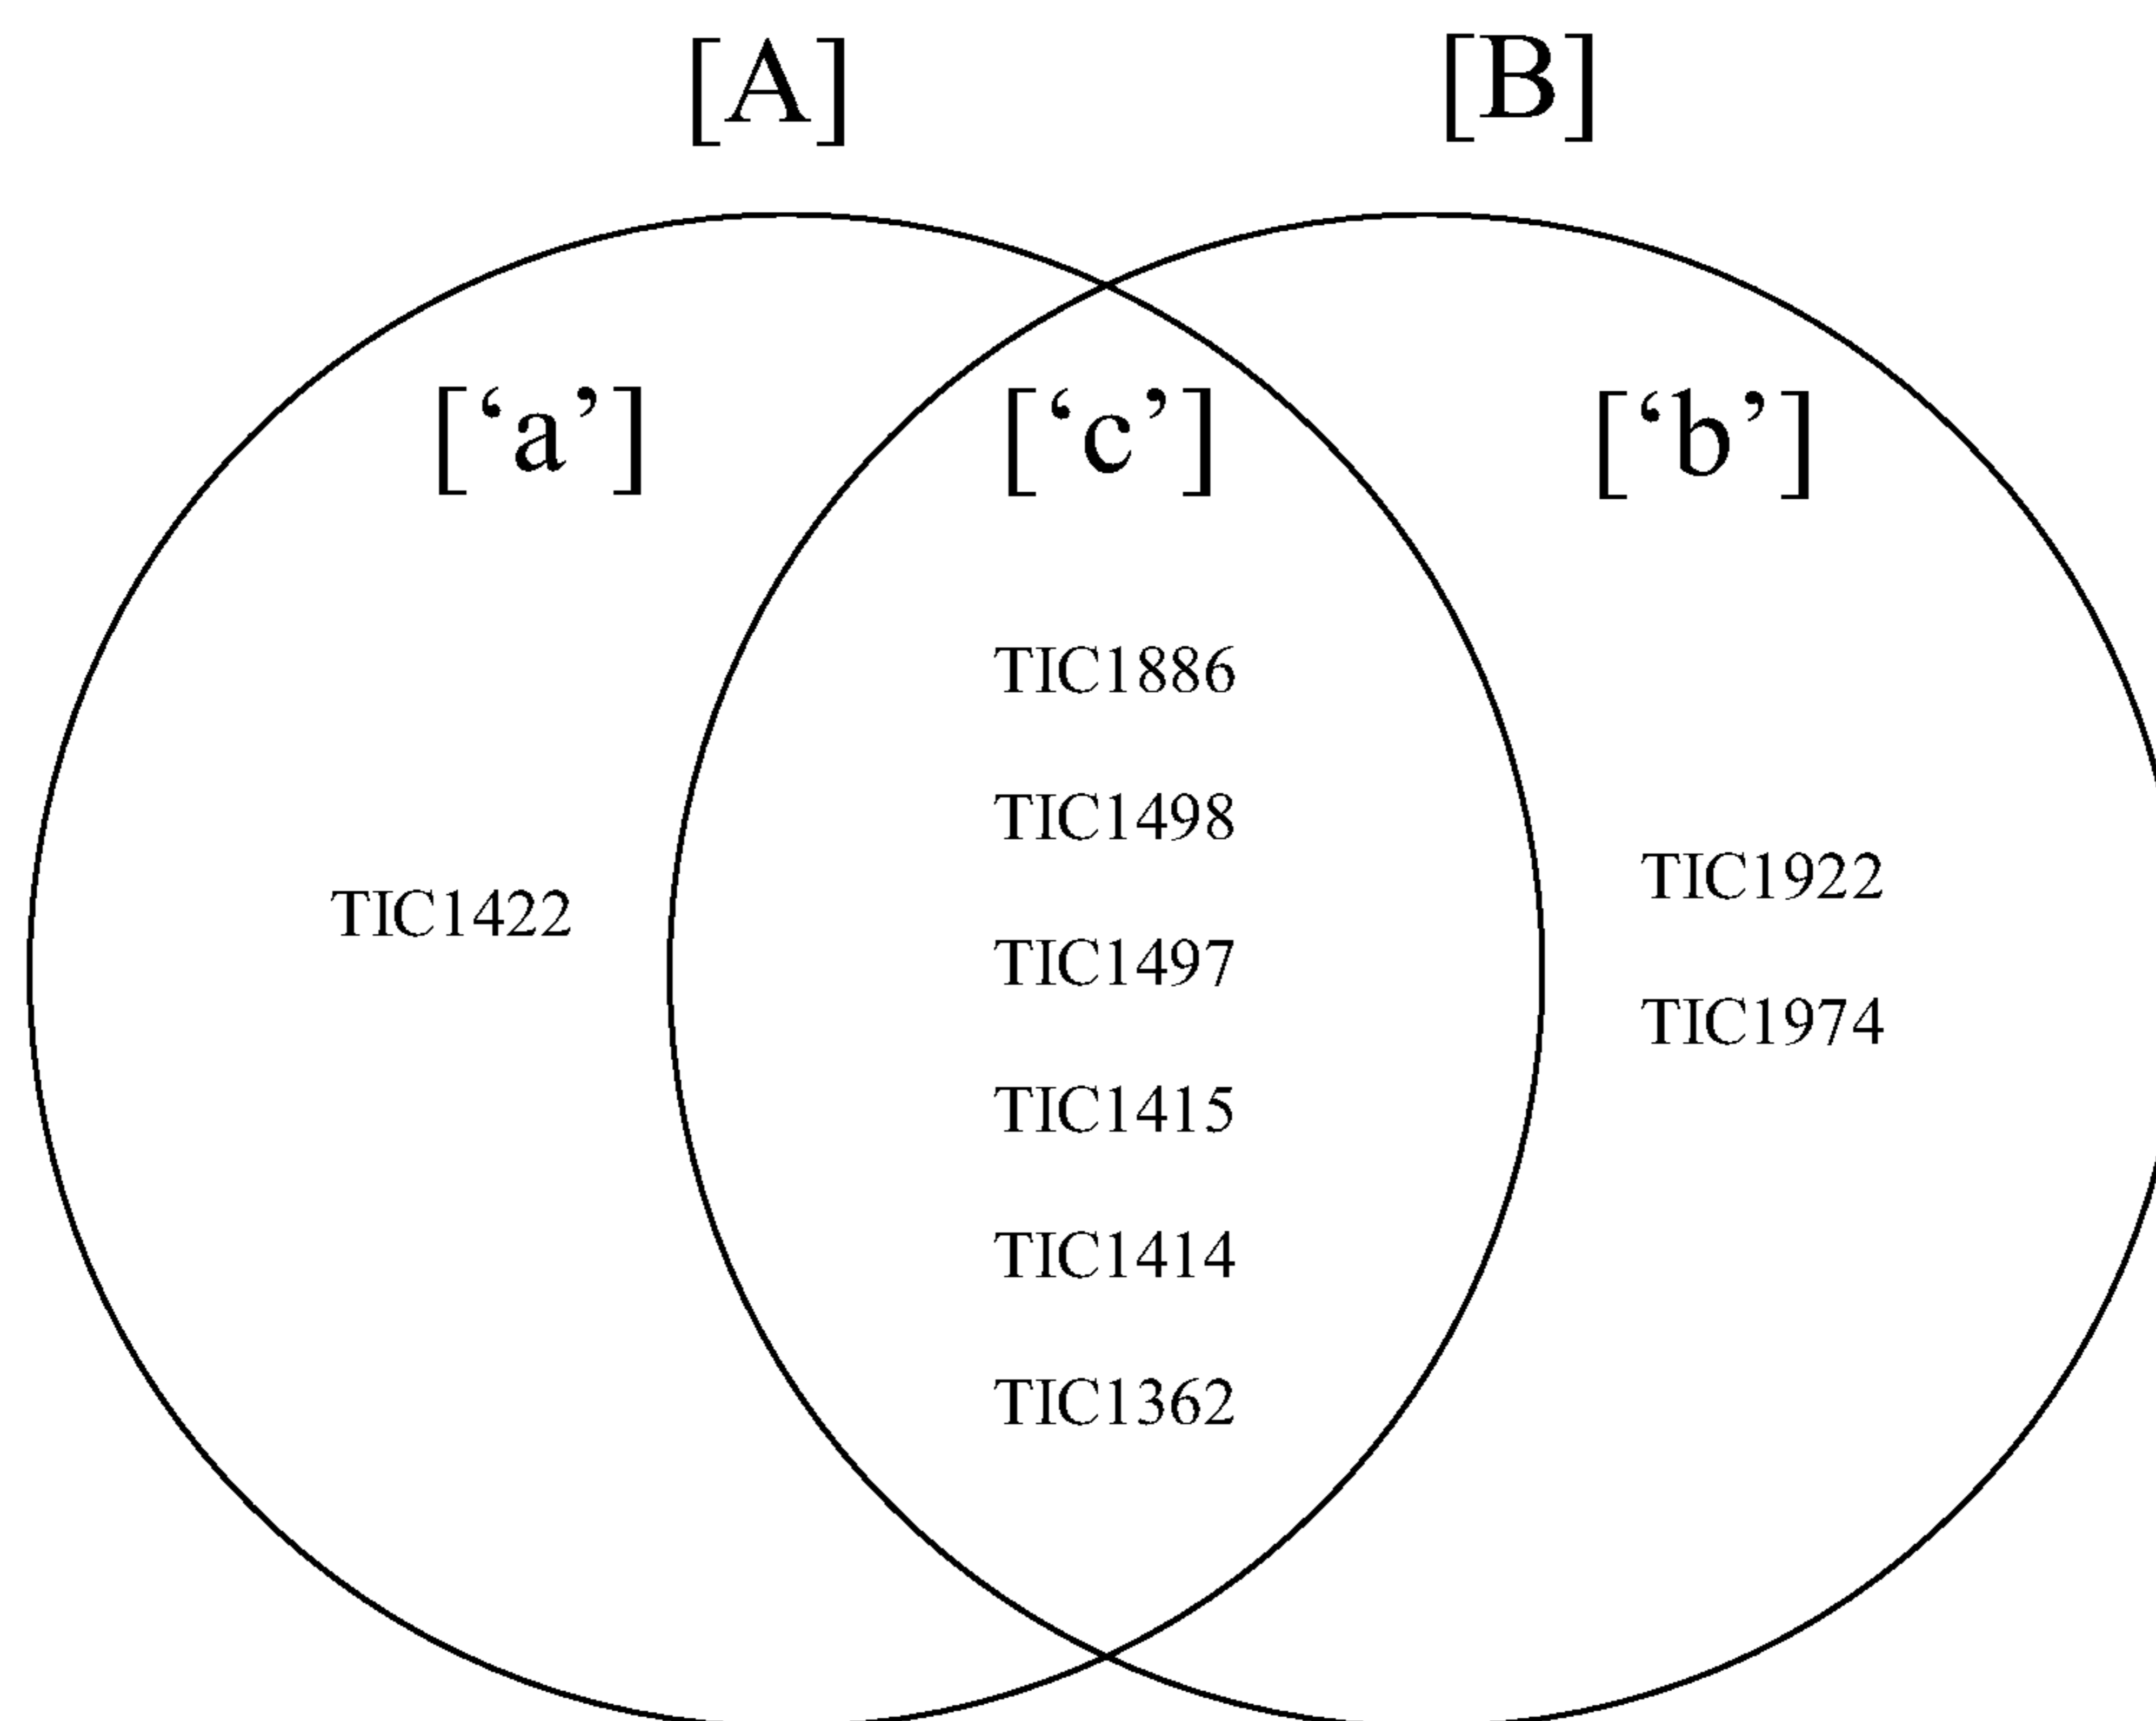 [A]
[B]
[‘a’]
[‘c’]
[‘b’]
TIC1422
TIC1886
TIC1498
TIC1497
TIC1415
TIC1414
TIC1362
TIC1922
TIC1974